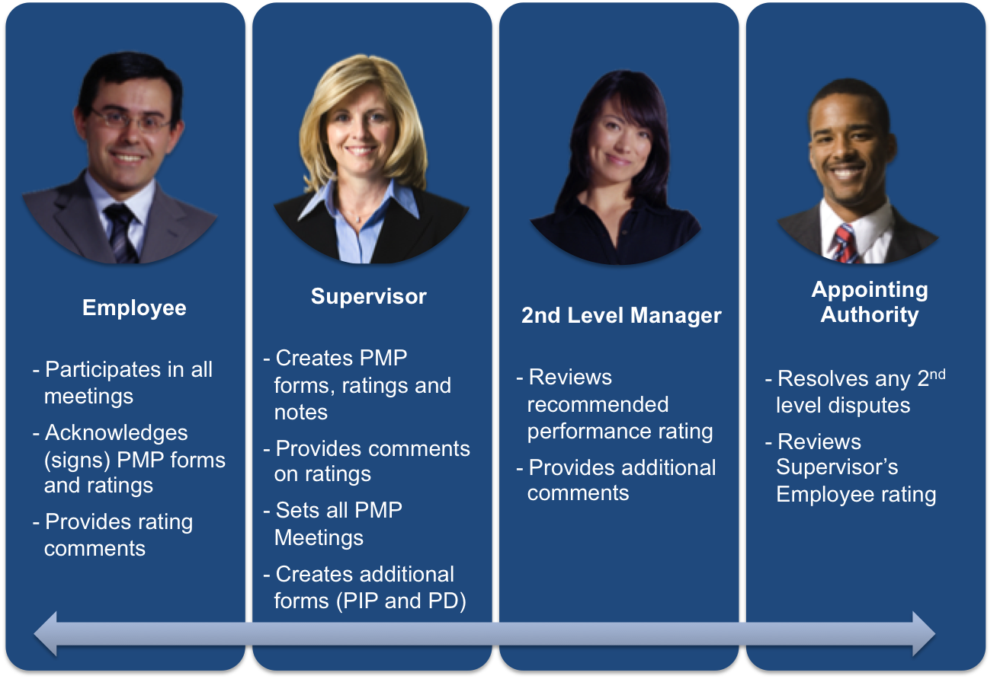 Employee
- Participates in all
meetings
- Acknowledges
(signs) PMP forms
and ratings
- Provides rating
comments
Supervisor
- Creates PMP
forms, ratings and
notes
- Provides comments
on ratings
- Sets all PMP
Meetings
- Creates additional
forms (PIP and PD)
2nd Level Manager
- Reviews
recommended
performance rating
- Provides additional
comments
Appointing
Authority
- Resolves any 2nd
level disputes
- Reviews
Supervisor’s
Employee rating